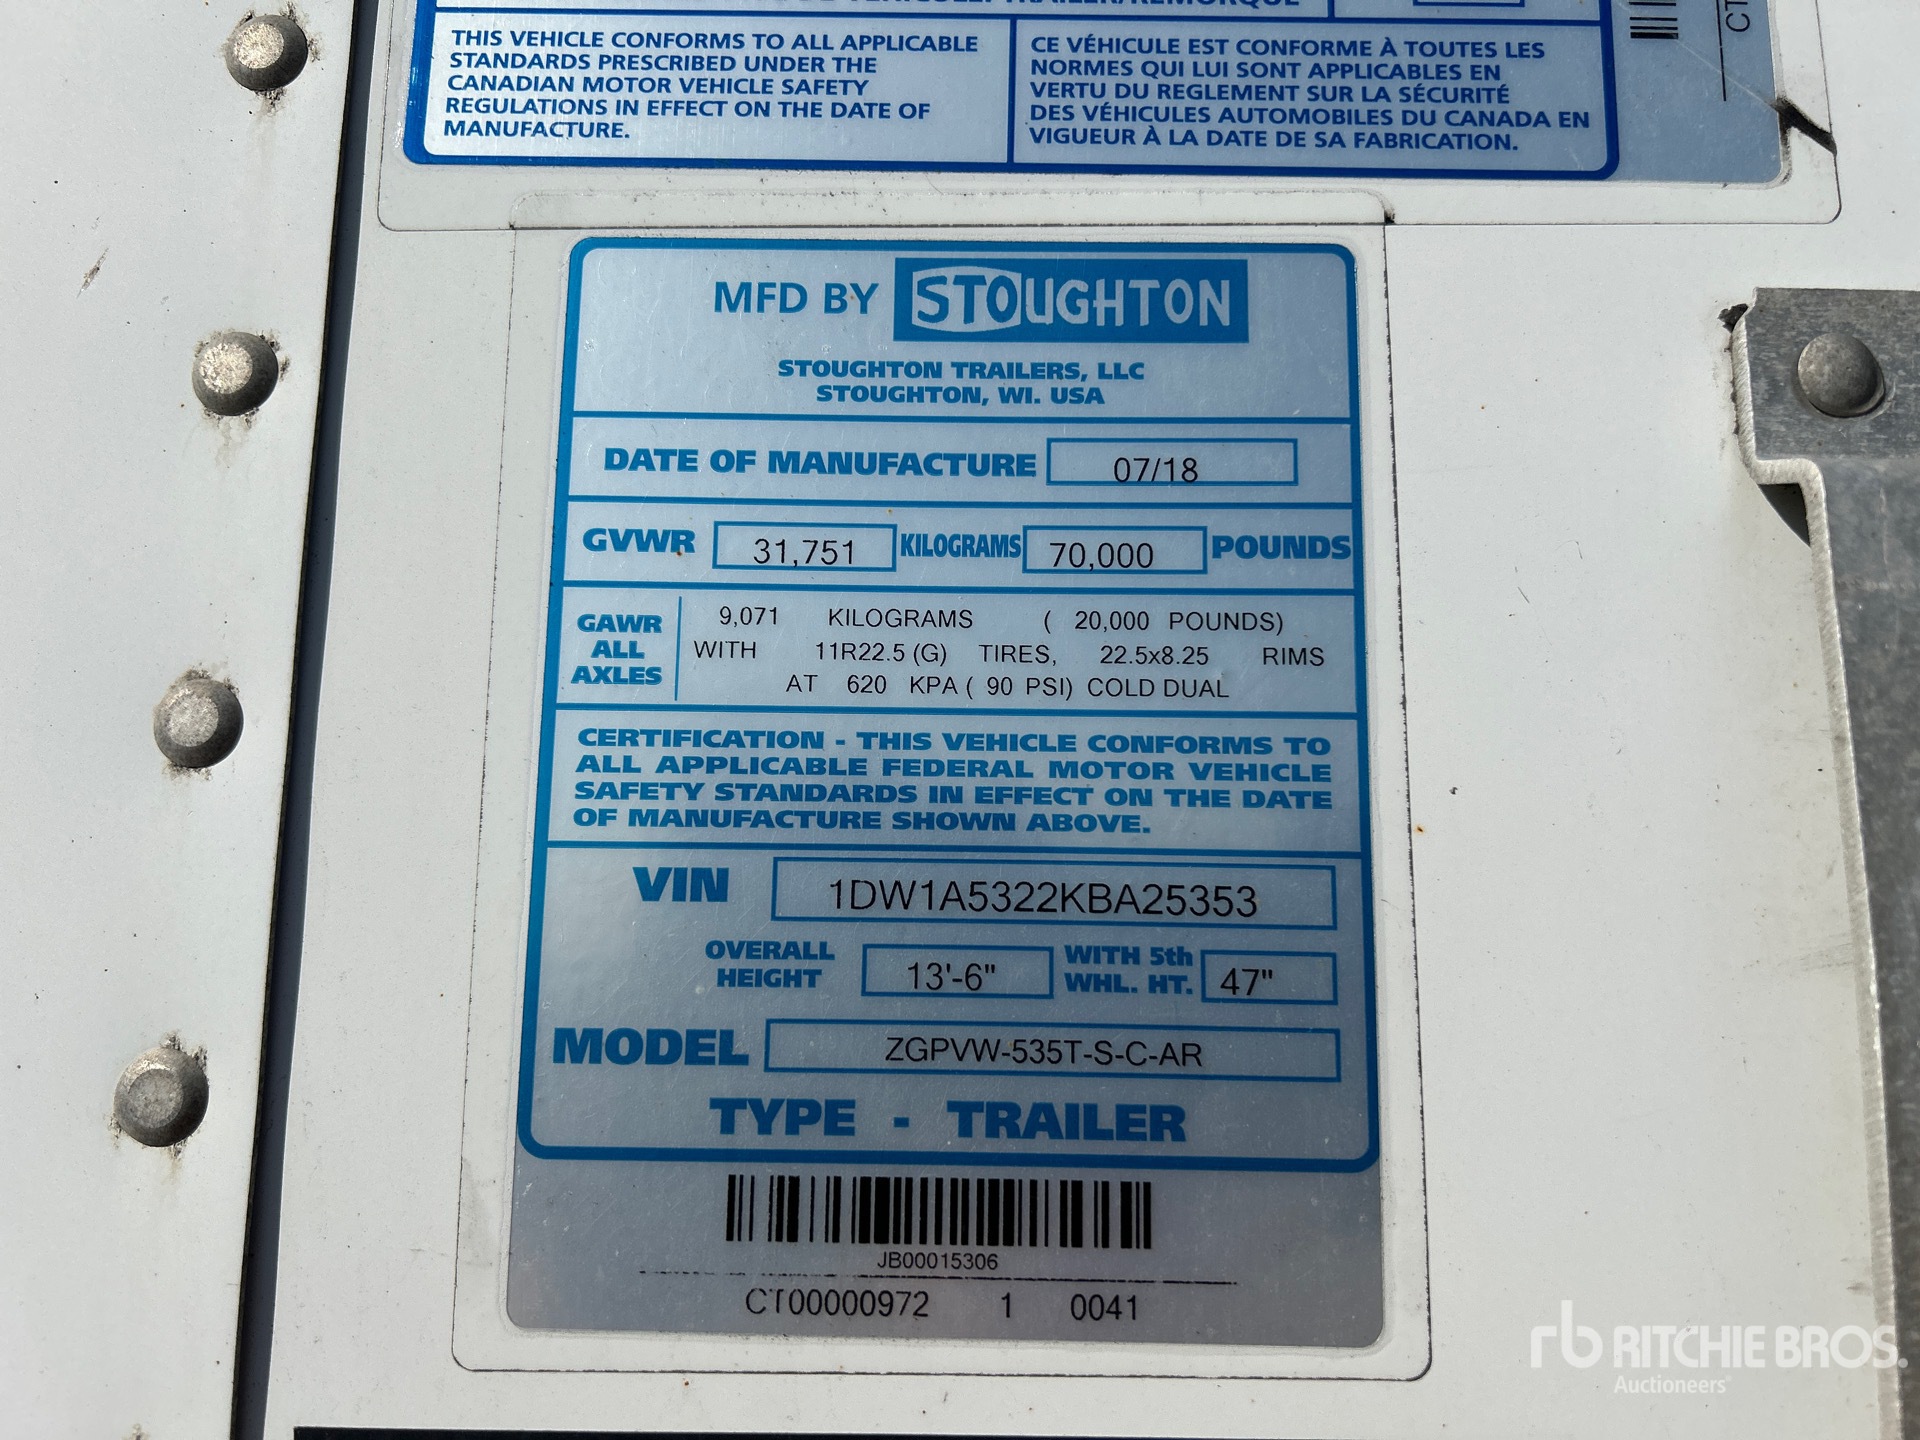 THIS VEHICLE CONFORMS TO ALL APPLICABLE
STANDARDS PRESCRIBED UNDER THE
CANADIAN MOTOR VEHICLE SAFETY
REGULATIONS IN EFFECT ON THE DATE OF
MANUFACTURE.
CE VÉHICULE EST CONFORME À TOUTES LES
NORMES QUI LUI SONT APPLICABLES EN
VERTU DU REGLEMENT SUR LA SÉCURITÉ
DES VÉHICULES AUTOMOBILES DU CANADA EN
VIGUEUR À LA DATE DE SA FABRICATION.
CT
MFD BY STOUGHTON
STOUGHTON TRAILERS, LLC
STOUGHTON, WI. USA
DATE OF MANUFACTURE 07/18
GVWR 31,751 KILOGRAMS 70,000 POUNDS
GAWR
ALL
AXLES
9,071 KILOGRAMS ( 20,000 POUNDS)
WITH 11R22.5 (G) TIRES, 22.5x8.25 RIMS
AT 620 KPA ( 90 PSI) COLD DUAL
CERTIFICATION - THIS VEHICLE CONFORMS TO
ALL APPLICABLE FEDERAL MOTOR VEHICLE
SAFETY STANDARDS IN EFFECT ON THE DATE
OF MANUFACTURE SHOWN ABOVE.
VIN 1DW1A5322KBA25353
OVERALL
HEIGHT 13'-6"
WITH 5th
WHL. HT. 47"
MODEL ZGPVW-535T-S-C-AR
TYPE - TRAILER
JB00015306
CT00000972 1 0041
rb RITCHIE BROS.
Auctioneers